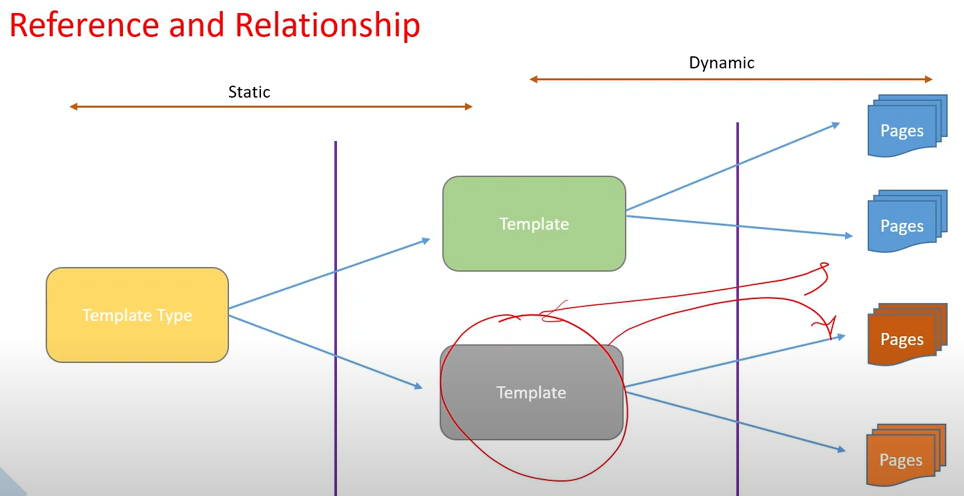 Reference and Relationship
Dynamic
Static
Pages
Template
Pages
Template Type
Pages
Template
Pages